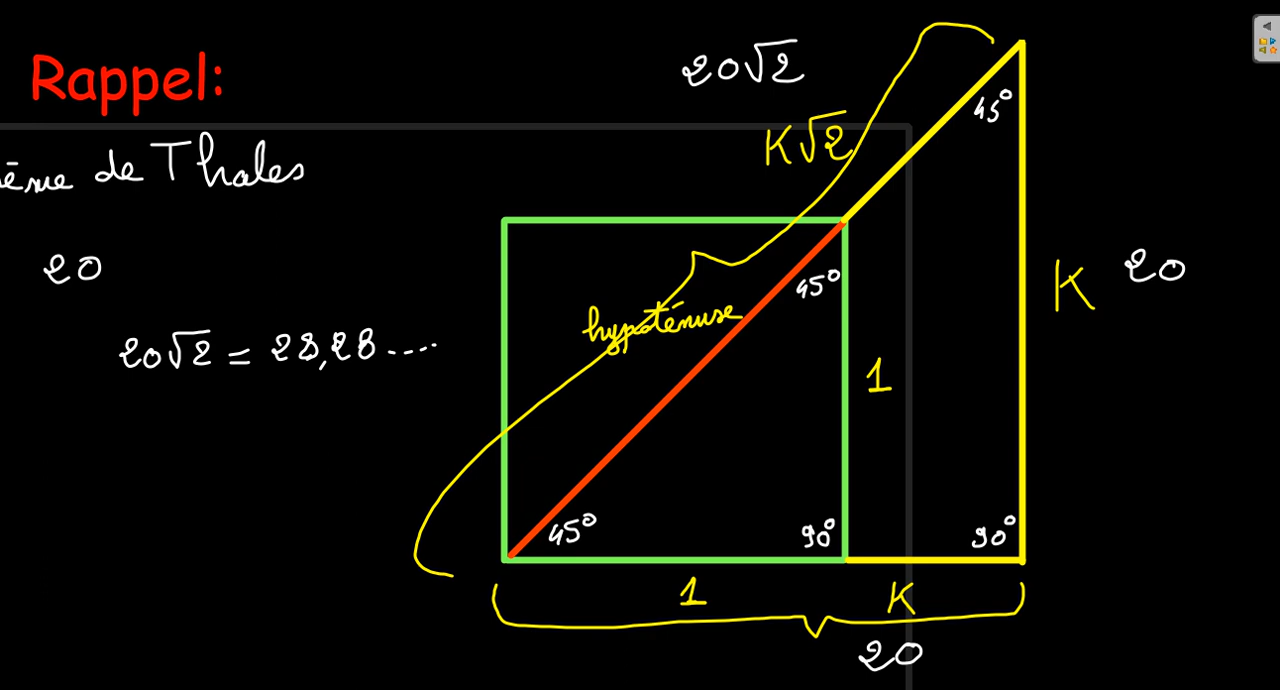 Rappel:
20√2
45°
K√2
ème de Thales
20
45°
K 20
hypoténuse
20√2 = 28,28....
1
45°
90°
90°
1
K
20